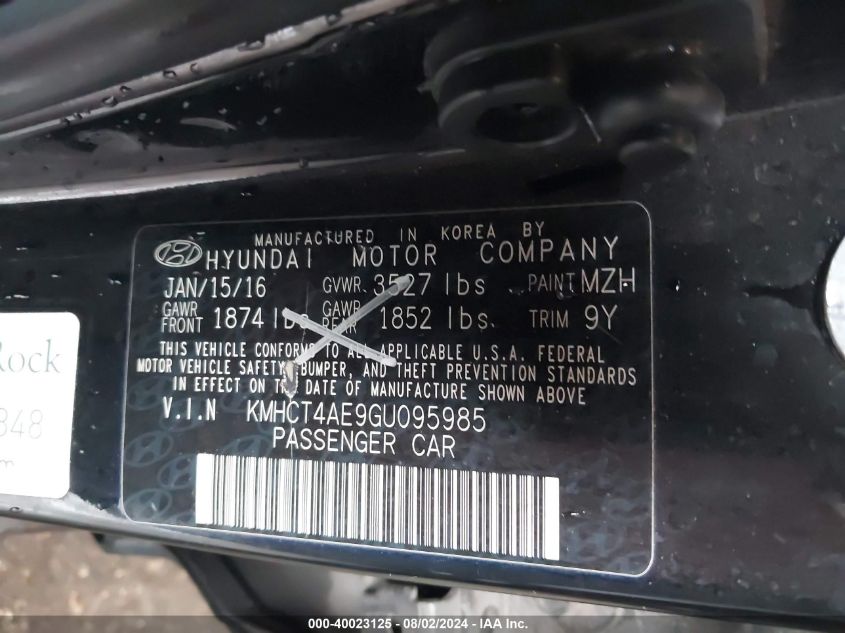 MANUFACTURED IN KOREA BY
HYUNDAI MOTOR COMPANY
JAN/15/16 GVWR. 3527 lbs PAINT MZH
GAWR FRONT 1874 lbs GAWR REAR 1852 lbs. TRIM 9Y
THIS VEHICLE CONFORMS TO ALL APPLICABLE U.S.A. FEDERAL
MOTOR VEHICLE SAFETY, BUMPER, AND THEFT PREVENTION STANDARDS
IN EFFECT ON THE DATE OF MANUFACTURE SHOWN ABOVE
V.I.N KMHCT4AE9GU095985
PASSENGER CAR
Rock
848
000-40023125 - 08/02/2024 - IAA Inc.